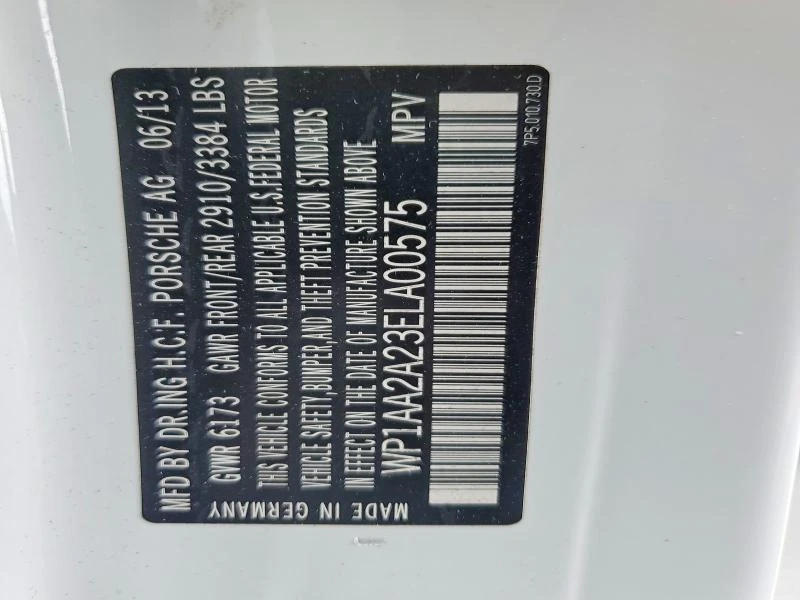 MFD BY DR.ING H.C.F. PORSCHE AG 06/13
GVWR 6173 GAWR FRONT/REAR 2910/3384 LBS
THIS VEHICLE CONFORMS TO ALL APPLICABLE U.S.FEDERAL MOTOR
VEHICLE SAFETY,BUMPER,AND THEFT PREVENTION STANDARDS
IN EFFECT ON THE DATE OF MANUFACTURE SHOWN ABOVE
WP1AA2A23ELA00575 MPV
MADE IN GERMANY
7P5.010.730.D